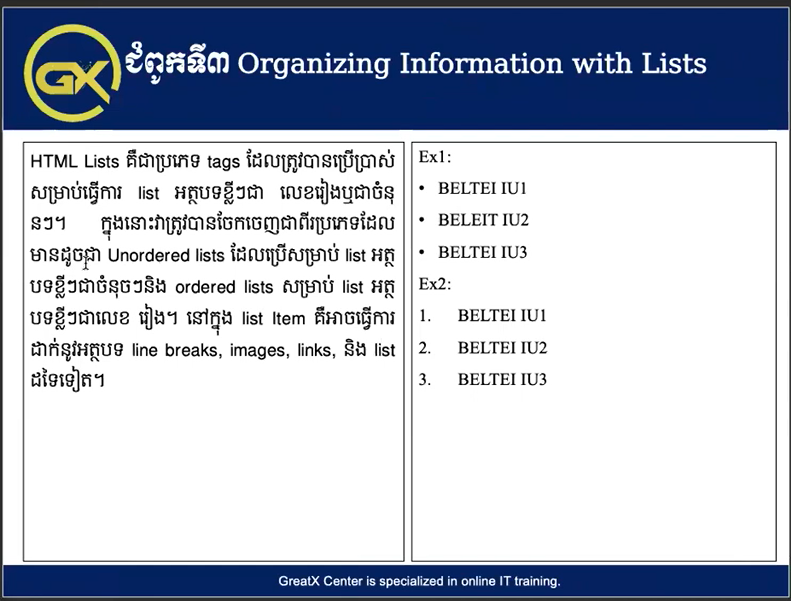 GX
ជំពូកទី៣ Organizing Information with Lists
HTML Lists គឺជាប្រភេទ tags ដែលត្រូវបានប្រើប្រាស់
សម្រាប់ធ្វើការ list អត្ថបទខ្លីៗជា លេខរៀងឬជាចំនុ
នៗ។ ក្នុងនោះវាត្រូវបានចែកចេញជាពីរប្រភេទដែល
មានដូចជា Unordered lists ដែលប្រើសម្រាប់ list អត្ថ
បទខ្លីៗជាចំនុចៗនិង ordered lists សម្រាប់ list អត្ថ
បទខ្លីៗជាលេខ រៀង។ នៅក្នុង list Item គឺអាចធ្វើការ
ដាក់នូវអត្ថបទ line breaks, images, links, និង list
ដទៃទៀត។
Ex1:
• BELTEI IU1
• BELEIT IU2
• BELTEI IU3
Ex2:
1. BELTEI IU1
2. BELTEI IU2
3. BELTEI IU3
GreatX Center is specialized in online IT training.